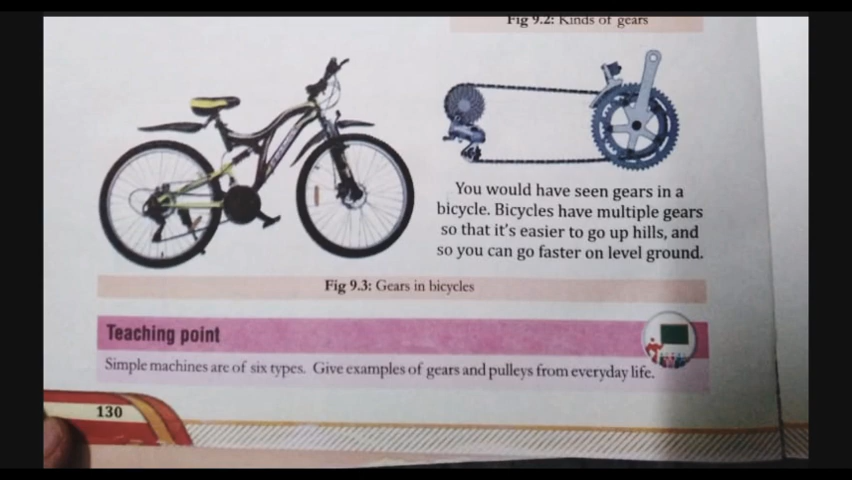 Fig 9.2: Kinds of gears
You would have seen gears in a
bicycle. Bicycles have multiple gears
so that it's easier to go up hills, and
so you can go faster on level ground.
Fig 9.3: Gears in bicycles
Teaching point
Simple machines are of six types. Give examples of gears and pulleys from everyday life.
130